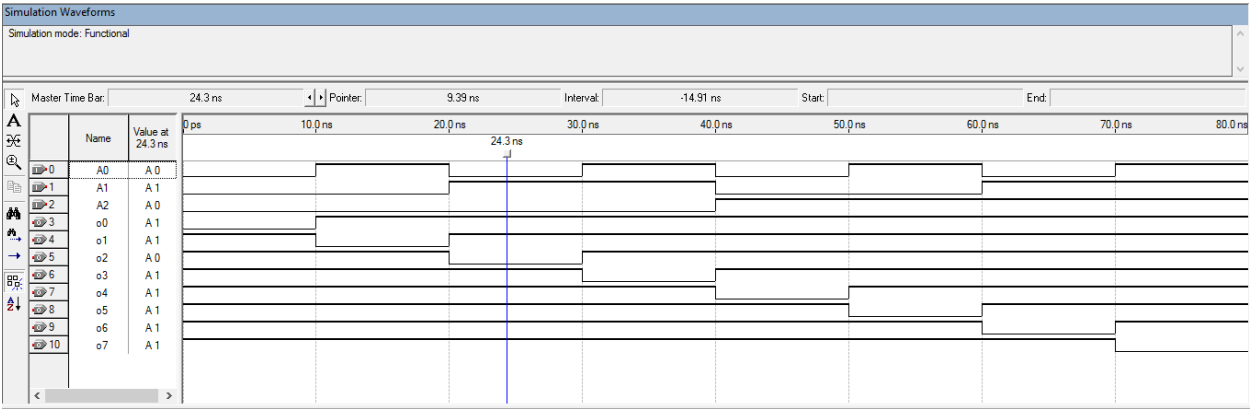 Simulation Waveforms
Simulation mode: Functional
Master Time Bar: 24.3 ns Pointer: 9.39 ns Interval: -14.91 ns Start: End:
Name Value at 24.3 ns 0 ps 10.0 ns 20.0 ns 30.0 ns 40.0 ns 50.0 ns 60.0 ns 70.0 ns 80.0 ns
24.3 ns
0 A0 A 0
1 A1 A 1
2 A2 A 0
3 o0 A 1
4 o1 A 1
5 o2 A 0
6 o3 A 1
7 o4 A 1
8 o5 A 1
9 o6 A 1
10 o7 A 1